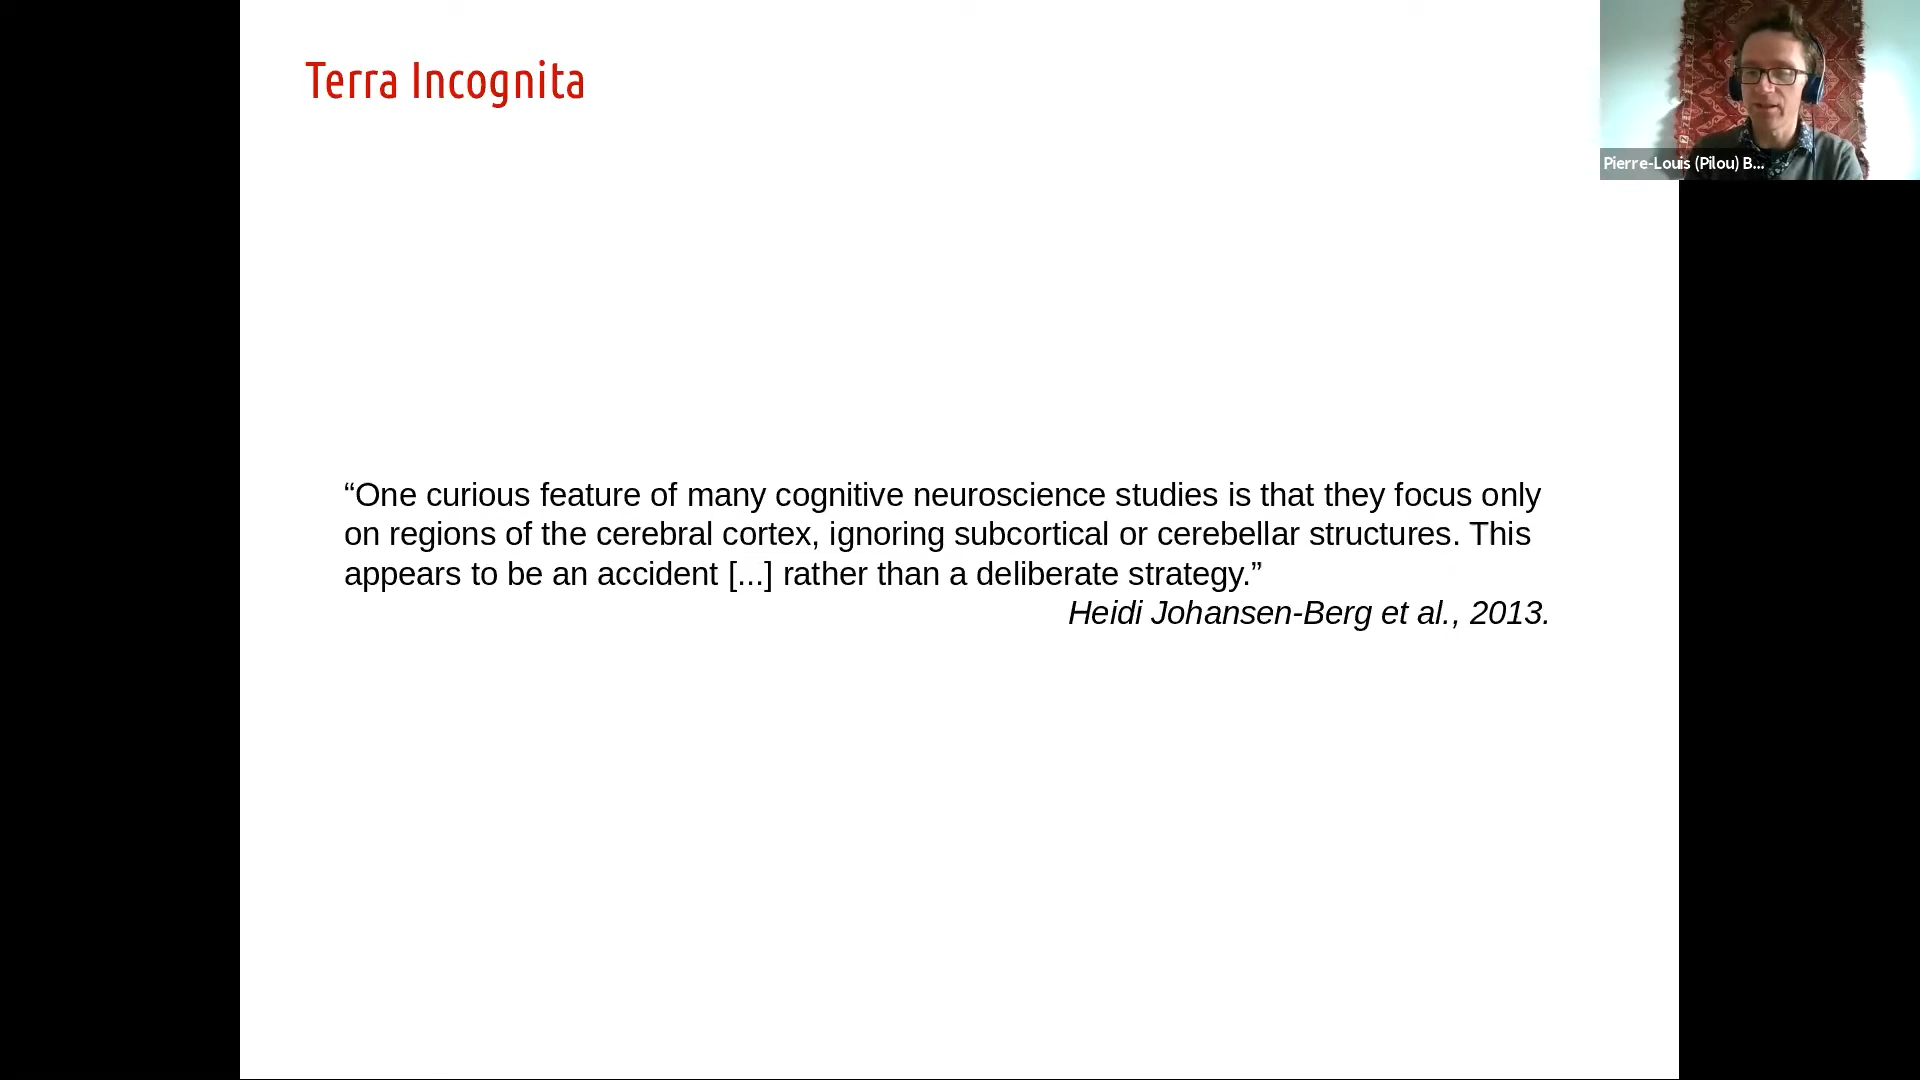 Terra Incognita
Pierre-Louis (Pilou) B...
“One curious feature of many cognitive neuroscience studies is that they focus only
on regions of the cerebral cortex, ignoring subcortical or cerebellar structures. This
appears to be an accident [...] rather than a deliberate strategy.”
Heidi Johansen-Berg et al., 2013.